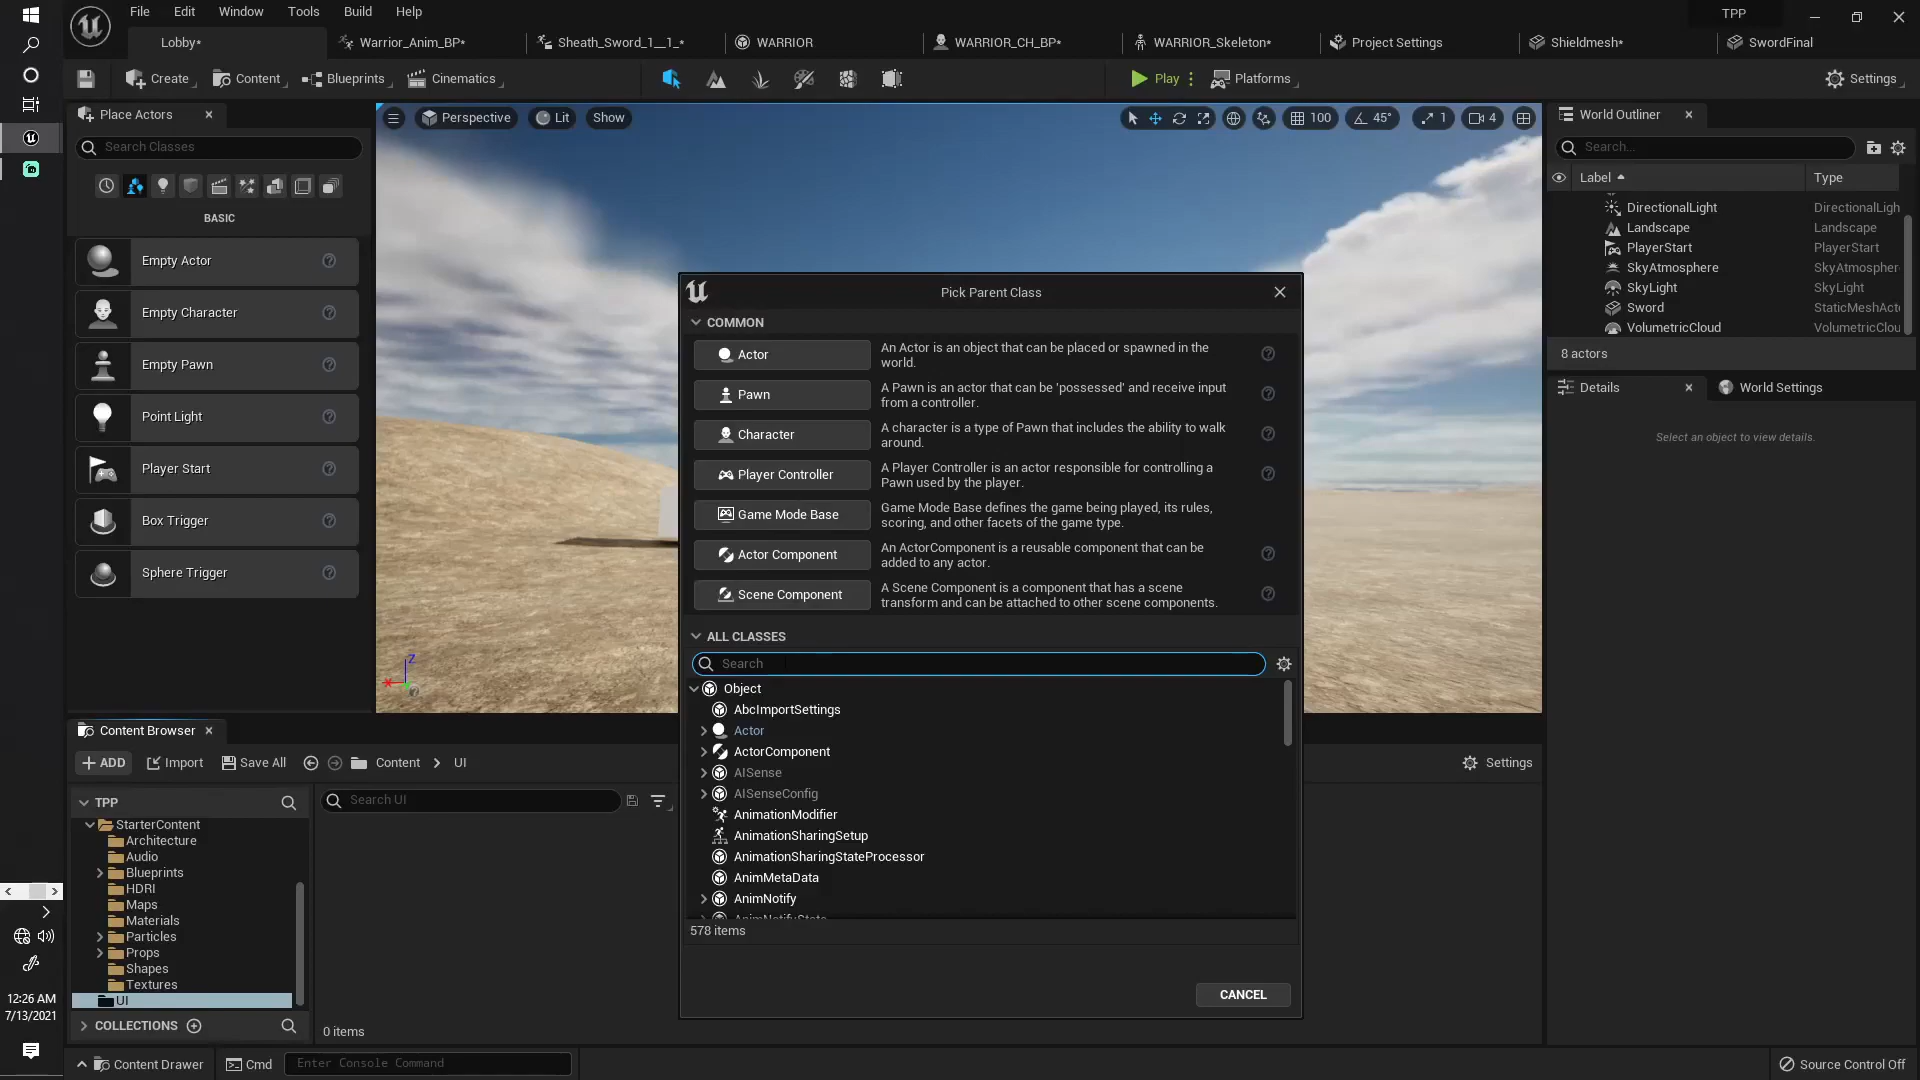 File Edit Window Tools Build Help
TPP
Lobby*
Warrior_Anim_BP*
Sheath_Sword_1__1_*
WARRIOR
WARRIOR_CH_BP*
WARRIOR_Skeleton*
Project Settings
Shieldmesh*
SwordFinal
Create
Content
Blueprints
Cinematics
Play
Platforms
Settings
Place Actors
Search Classes
BASIC
Empty Actor
Empty Character
Empty Pawn
Point Light
Player Start
Box Trigger
Sphere Trigger
Perspective
Lit
Show
100
45°
1
4
Z
World Outliner
Search...
Label Type
DirectionalLight DirectionalLigh
Landscape Landscape
PlayerStart PlayerStart
SkyAtmosphere SkyAtmospher
SkyLight SkyLight
Sword StaticMeshAct
VolumetricCloud VolumetricClou
8 actors
Details
World Settings
Select an object to view details.
Pick Parent Class
COMMON
Actor
An Actor is an object that can be placed or spawned in the
world.
Pawn
A Pawn is an actor that can be 'possessed' and receive input
from a controller.
Character
A character is a type of Pawn that includes the ability to walk
around.
Player Controller
A Player Controller is an actor responsible for controlling a
Pawn used by the player.
Game Mode Base
Game Mode Base defines the game being played, its rules,
scoring, and other facets of the game type.
Actor Component
An ActorComponent is a reusable component that can be
added to any actor.
Scene Component
A Scene Component is a component that has a scene
transform and can be attached to other scene components.
ALL CLASSES
Search
Object
AbcImportSettings
Actor
ActorComponent
AISense
AISenseConfig
AnimationModifier
AnimationSharingSetup
AnimationSharingStateProcessor
AnimMetaData
AnimNotify
AnimNotifyState
578 items
CANCEL
Content Browser
ADD
Import
Save All
Content
UI
Settings
TPP
Search UI
StarterContent
Architecture
Audio
Blueprints
HDRI
Maps
Materials
Particles
Props
Shapes
Textures
UI
COLLECTIONS
0 items
Content Drawer
Cmd
Enter Console Command
Source Control Off
12:26 AM
7/13/2021